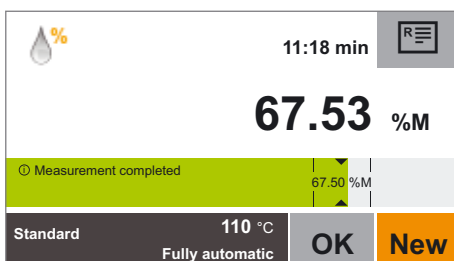 %
11:18 min
R
67.53 %M
ⓘ Measurement completed
67.50 %M
Standard
110 °C
Fully automatic
OK
New